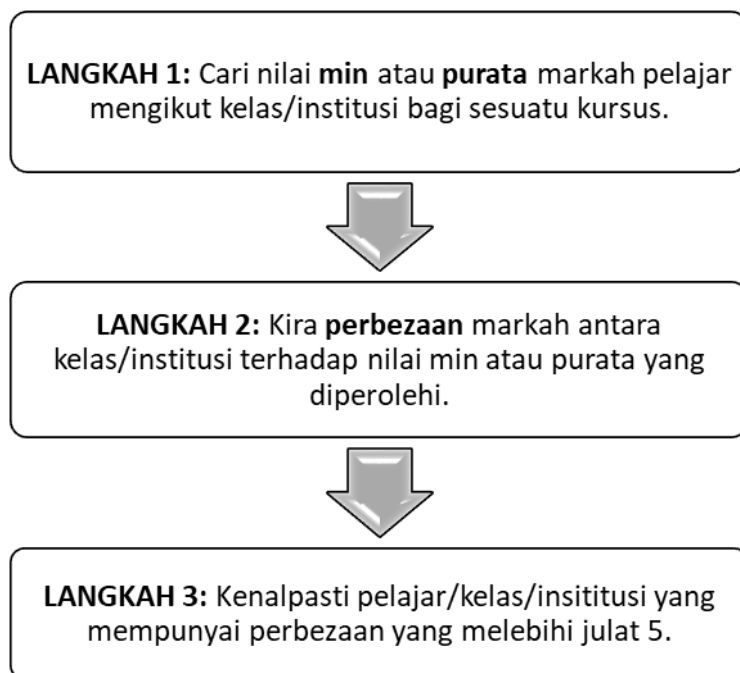 LANGKAH 1: Cari nilai min atau purata markah pelajar
mengikut kelas/institusi bagi sesuatu kursus.
LANGKAH 2: Kira perbezaan markah antara
kelas/institusi terhadap nilai min atau purata yang
diperolehi.
LANGKAH 3: Kenalpasti pelajar/kelas/insititusi yang
mempunyai perbezaan yang melebihi julat 5.